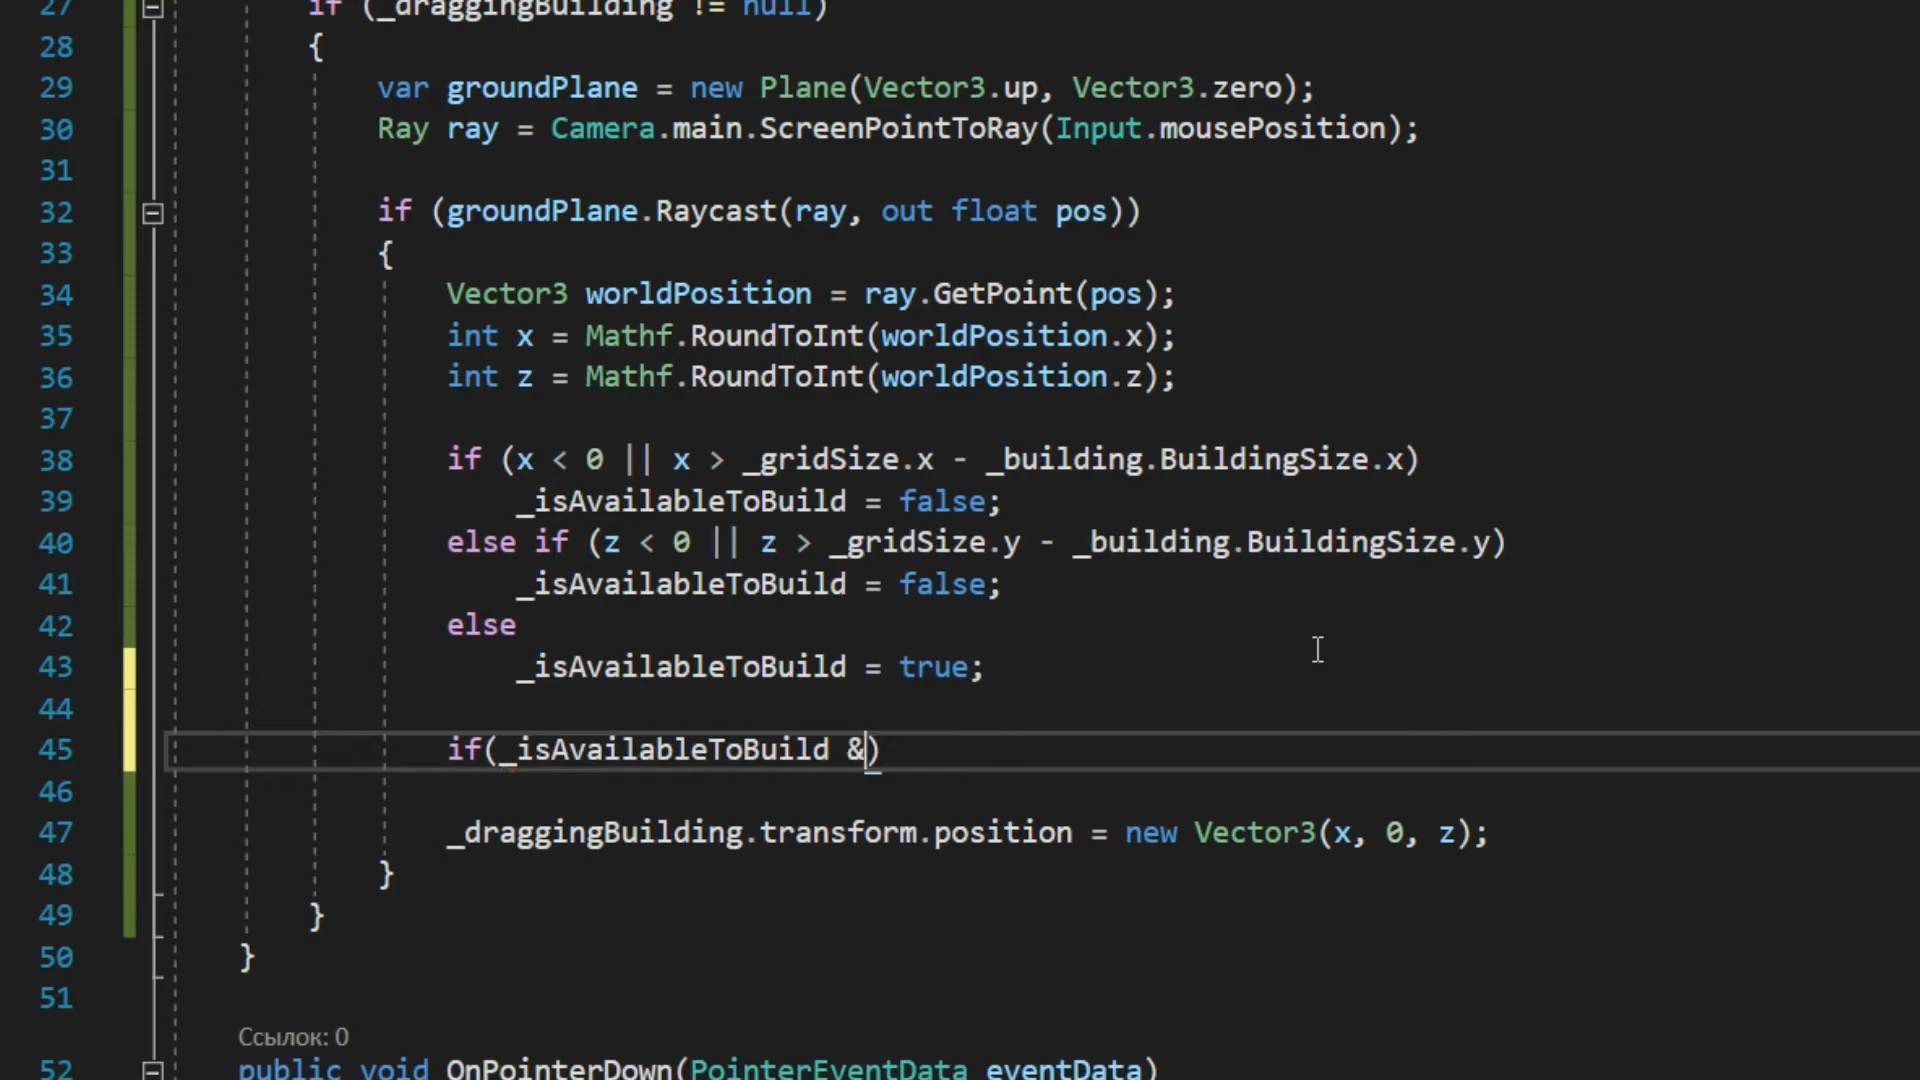 27 if (_draggingBuilding != null)
28 {
29 var groundPlane = new Plane(Vector3.up, Vector3.zero);
30 Ray ray = Camera.main.ScreenPointToRay(Input.mousePosition);
31
32 if (groundPlane.Raycast(ray, out float pos))
33 {
34 Vector3 worldPosition = ray.GetPoint(pos);
35 int x = Mathf.RoundToInt(worldPosition.x);
36 int z = Mathf.RoundToInt(worldPosition.z);
37
38 if (x < 0 || x > _gridSize.x - _building.BuildingSize.x)
39 _isAvailableToBuild = false;
40 else if (z < 0 || z > _gridSize.y - _building.BuildingSize.y)
41 _isAvailableToBuild = false;
42 else
43 _isAvailableToBuild = true;
44
45 if(_isAvailableToBuild &)
46
47 _draggingBuilding.transform.position = new Vector3(x, 0, z);
48 }
49 }
50 }
51
Ссылок: 0
52 public void OnPointerDown(PointerEventData eventData)